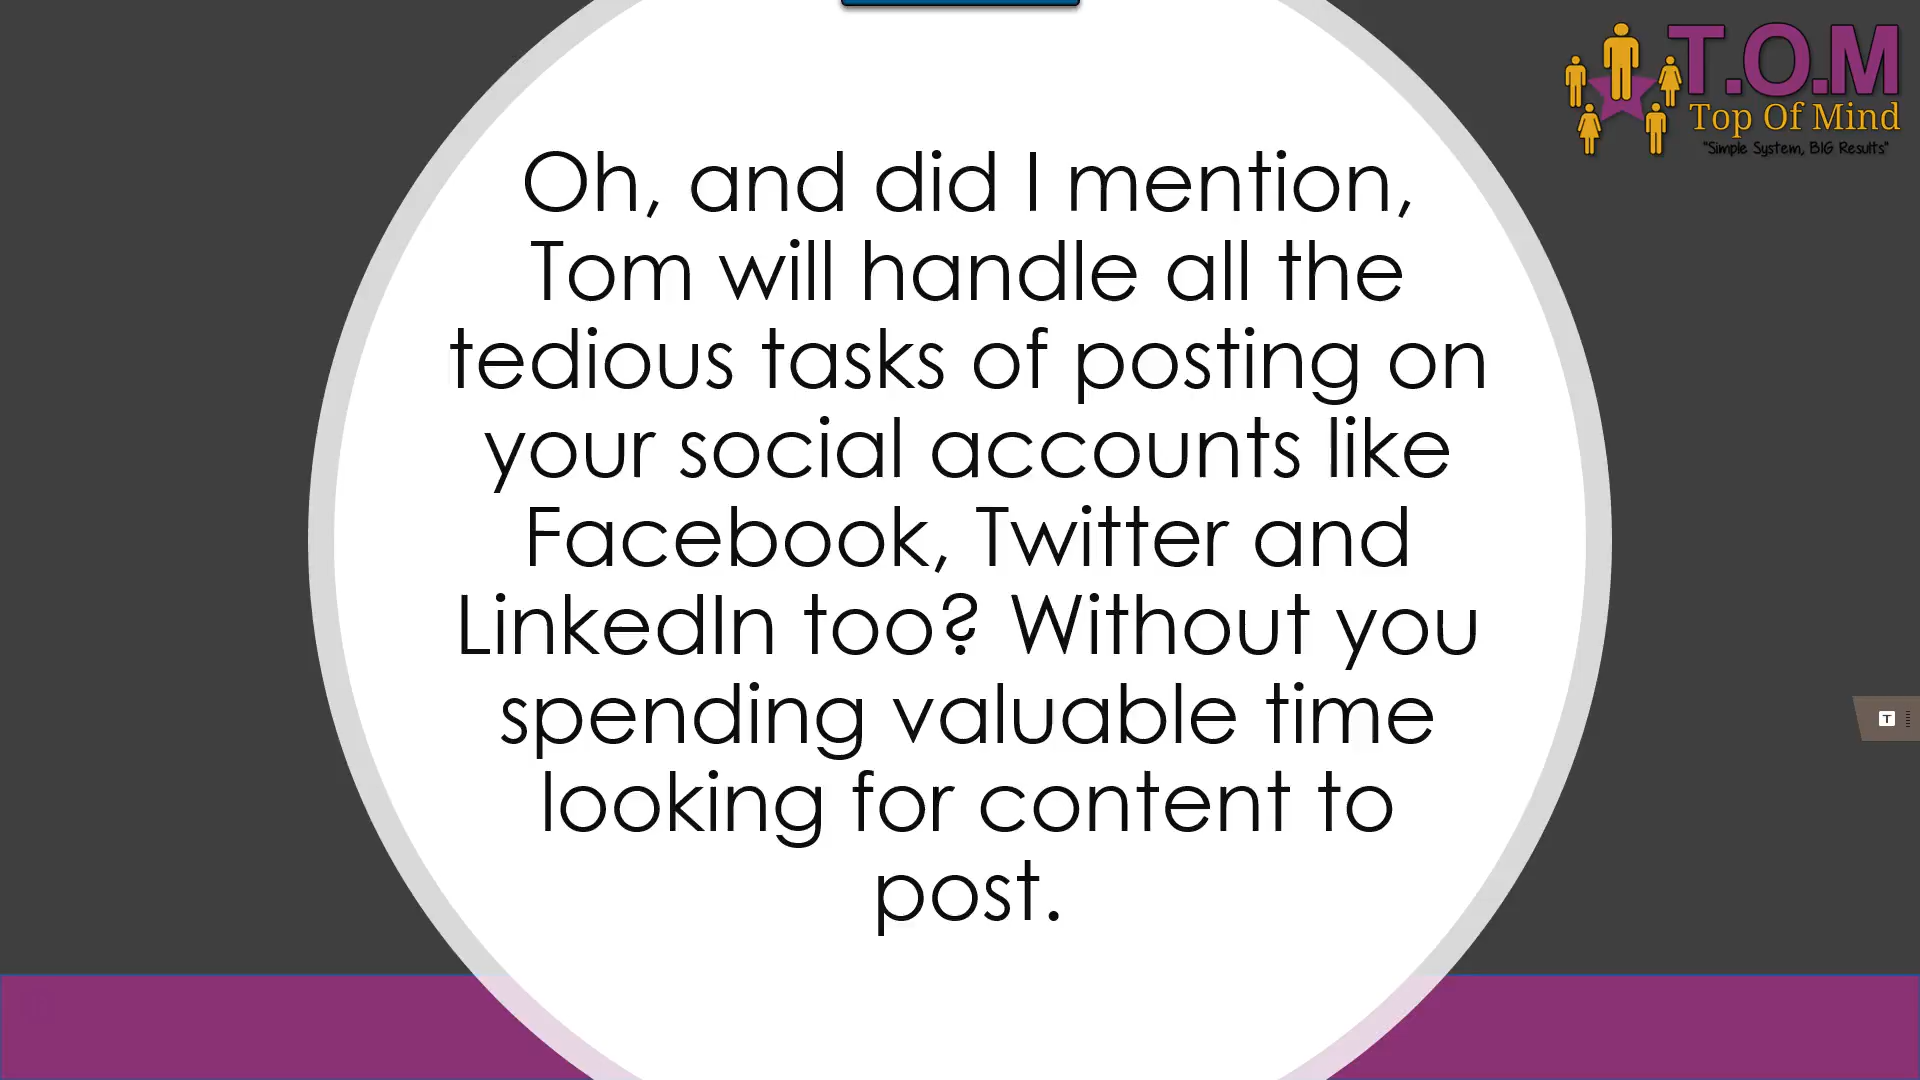 T.O.M
Top Of Mind
"Simple System, BIG Results"
Oh, and did I mention,
Tom will handle all the
tedious tasks of posting on
your social accounts like
Facebook, Twitter and
LinkedIn too? Without you
spending valuable time
looking for content to
post.
T